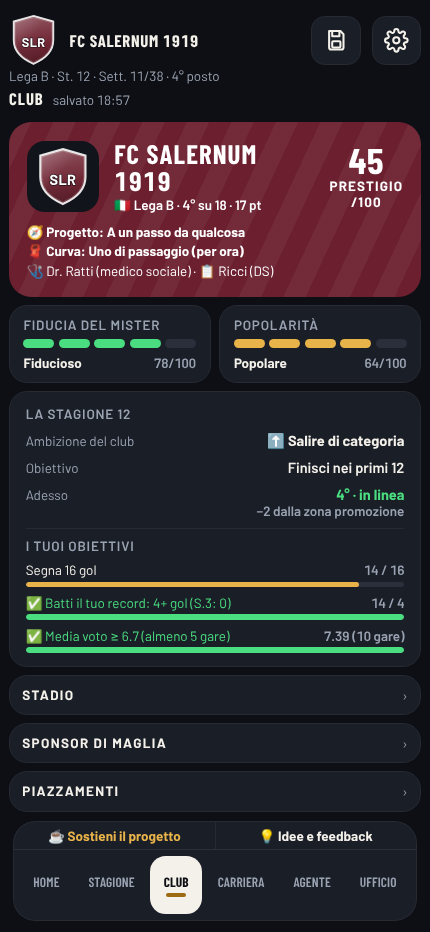 SLR
FC SALERNUM 1919
Lega B · St. 12 · Sett. 11/38 · 4° posto
CLUB salvato 18:57
SLR
FC SALERNUM 1919
🇮🇹 Lega B · 4° su 18 · 17 pt
45
PRESTIGIO
/100
🧭 Progetto: A un passo da qualcosa
🧣 Curva: Uno di passaggio (per ora)
🩺 Dr. Ratti (medico sociale) · 📋 Ricci (DS)
FIDUCIA DEL MISTER
Fiducioso 78/100
POPOLARITÀ
Popolare 64/100
LA STAGIONE 12
Ambizione del club ⬆️ Salire di categoria
Obiettivo Finisci nei primi 12
Adesso 4° · in linea
−2 dalla zona promozione
I TUOI OBIETTIVI
Segna 16 gol 14 / 16
✅ Batti il tuo record: 4+ gol (S.3: 0) 14 / 4
✅ Media voto ≥ 6.7 (almeno 5 gare) 7.39 (10 gare)
STADIO ›
SPONSOR DI MAGLIA ›
PIAZZAMENTI ›
☕ Sostieni il progetto 💡 Idee e feedback
HOME STAGIONE CLUB CARRIERA AGENTE UFFICIO